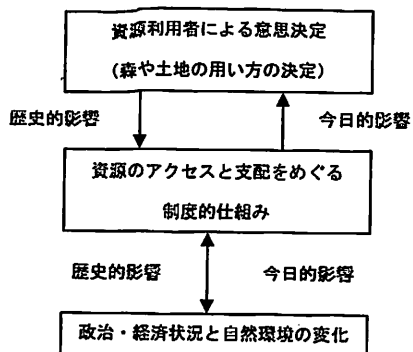 資源利用者による意思決定
(森や土地の用い方の決定)
歴史的影響 今日的影響
資源のアクセスと支配をめぐる
制度的仕組み
歴史的影響 今日的影響
政治・経済状況と自然環境の変化